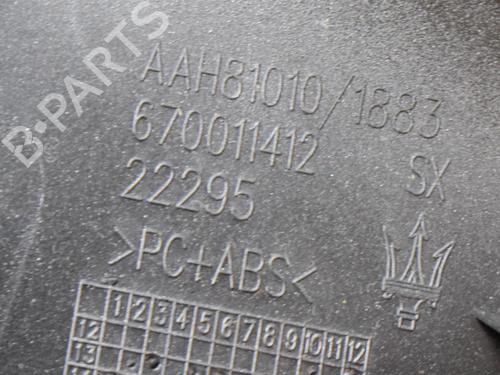 B-PARTS
AAH81010/1883
670011412
SX
22295
>PC+ABS<
1 2 3 4 5 6 7 8 9 10 11 12
12
13